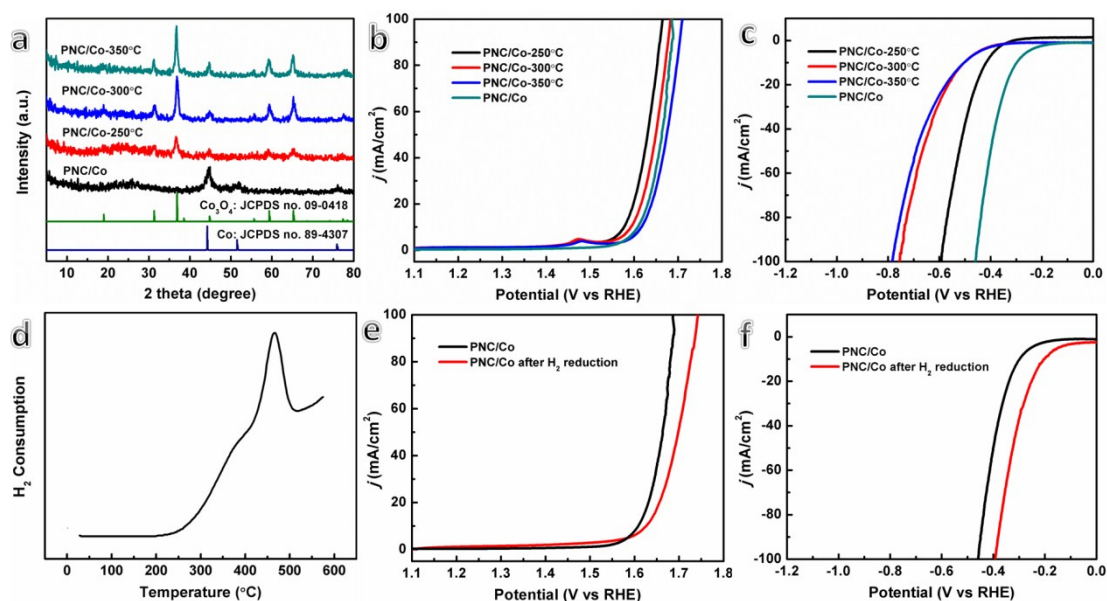 a
PNC/Co-350°C
PNC/Co-300°C
PNC/Co-250°C
PNC/Co
Co3O4: JCPDS no. 09-0418
Co: JCPDS no. 89-4307
Intensity (a.u.)
10 20 30 40 50 60 70 80
2 theta (degree)
b
PNC/Co-250°C
PNC/Co-300°C
PNC/Co-350°C
PNC/Co
j (mA/cm2)
100
80
60
40
20
0
1.1 1.2 1.3 1.4 1.5 1.6 1.7 1.8
Potential (V vs RHE)
c
PNC/Co-250°C
PNC/Co-300°C
PNC/Co-350°C
PNC/Co
j (mA/cm2)
0
-20
-40
-60
-80
-100
-1.2 -1.0 -0.8 -0.6 -0.4 -0.2 0.0
Potential (V vs RHE)
d
H2 Consumption
0 100 200 300 400 500 600
Temperature (°C)
e
PNC/Co
PNC/Co after H2 reduction
j (mA/cm2)
100
80
60
40
20
0
1.1 1.2 1.3 1.4 1.5 1.6 1.7 1.8
Potential (V vs RHE)
f
PNC/Co
PNC/Co after H2 reduction
j (mA/cm2)
0
-20
-40
-60
-80
-100
-1.2 -1.0 -0.8 -0.6 -0.4 -0.2 0.0
Potential (V vs RHE)